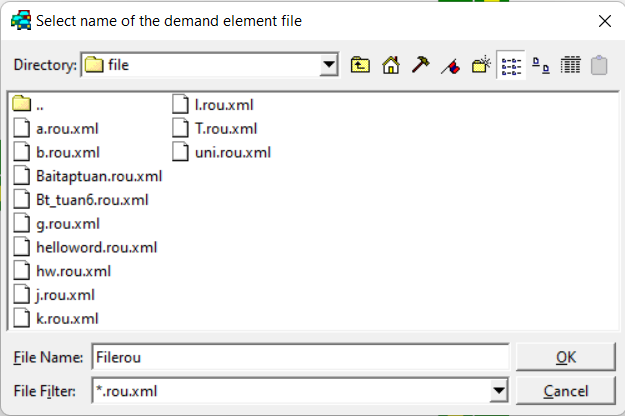 Select name of the demand element file
Directory: file
..
a.rou.xml
b.rou.xml
Baitaptuan.rou.xml
Bt_tuan6.rou.xml
g.rou.xml
helloword.rou.xml
hw.rou.xml
j.rou.xml
k.rou.xml
l.rou.xml
T.rou.xml
uni.rou.xml
File Name: Filerou
OK
File Filter: *.rou.xml
Cancel